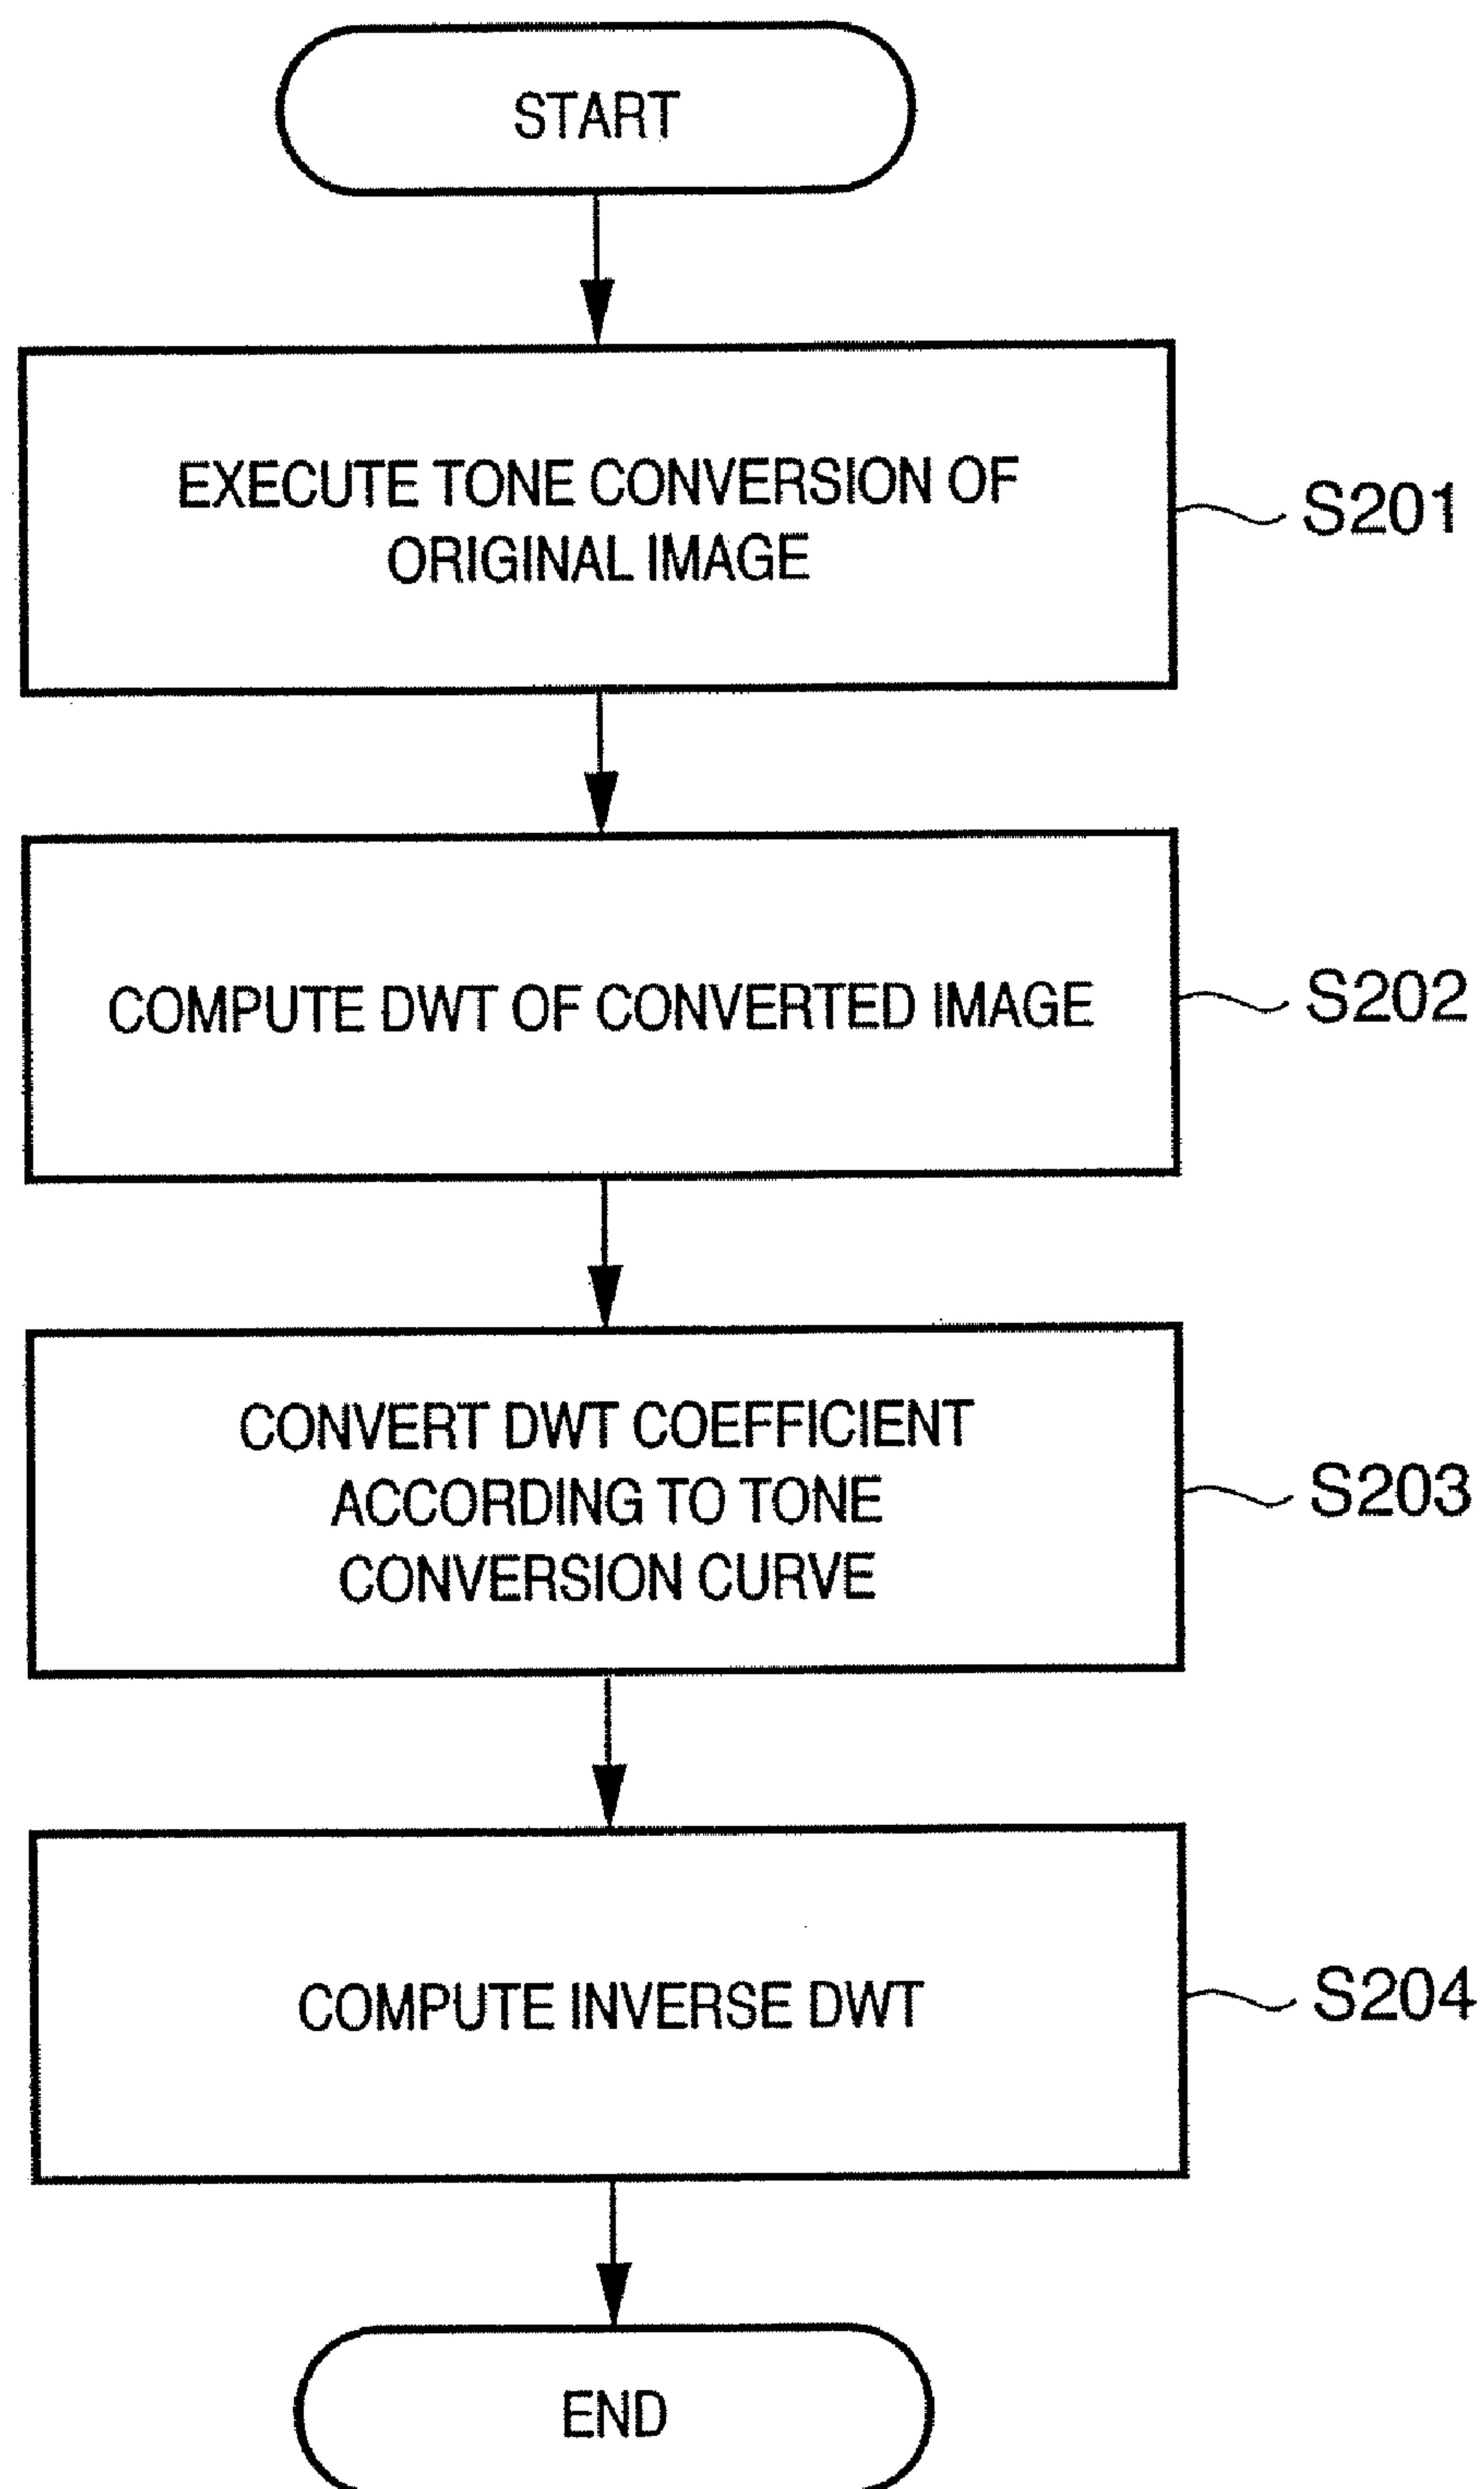 START
EXECUTE TONE CONVERSION OF
ORIGINAL IMAGE
S201
COMPUTE DWT OF CONVERTED IMAGE
S202
CONVERT DWT COEFFICIENT
ACCORDING TO TONE
CONVERSION CURVE
S203
COMPUTE INVERSE DWT
S204
END